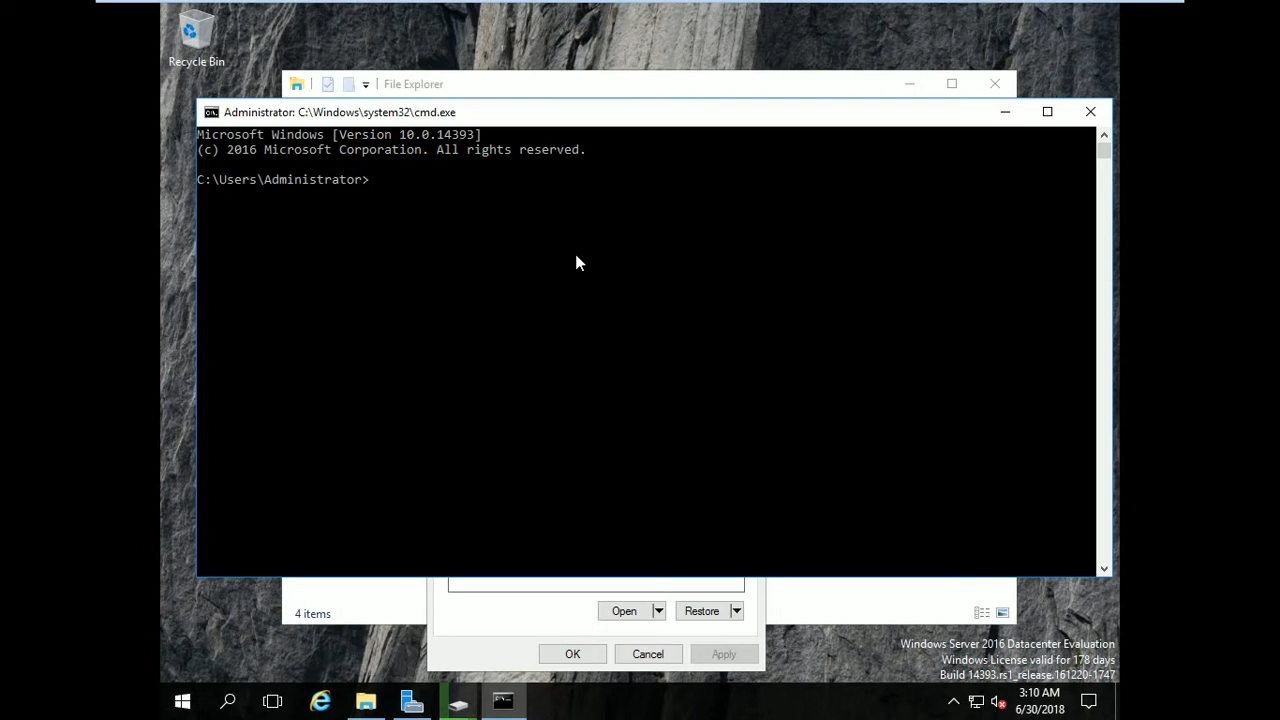 Recycle Bin
File Explorer
Administrator: C:\Windows\system32\cmd.exe
Microsoft Windows [Version 10.0.14393]
(c) 2016 Microsoft Corporation. All rights reserved.
C:\Users\Administrator>
4 items
Open
Restore
OK
Cancel
Apply
Windows Server 2016 Datacenter Evaluation
Windows License valid for 178 days
Build 14393.rs1_release.161220-1747
3:10 AM
6/30/2018